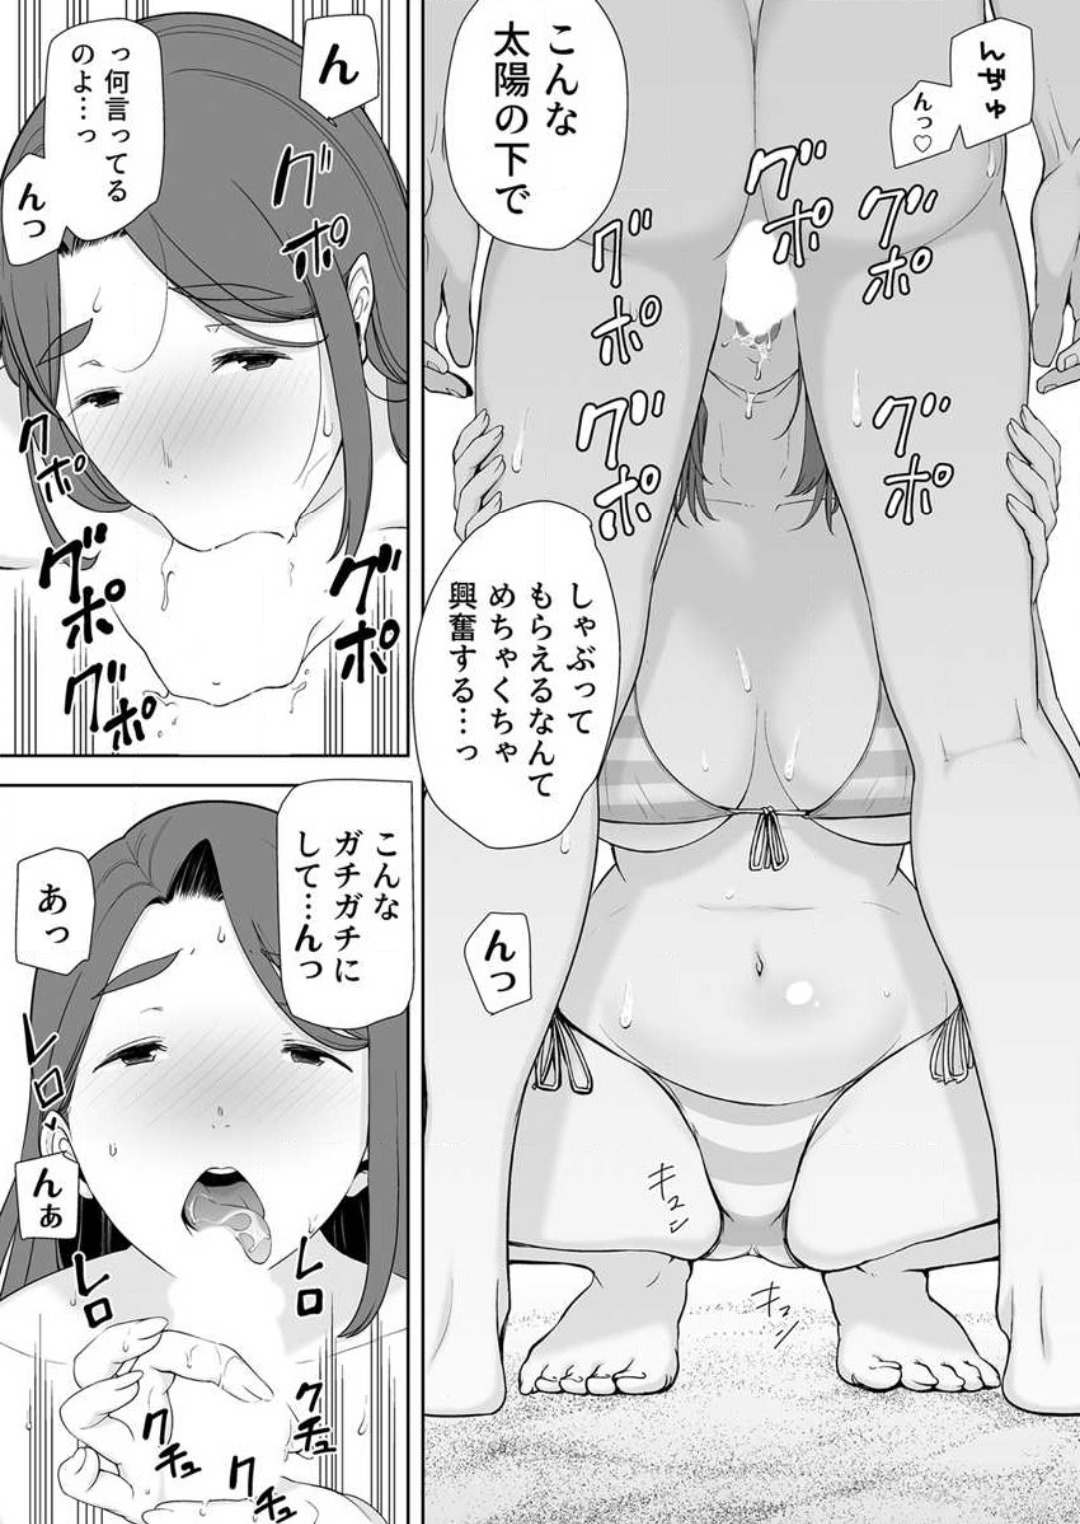 んぢゅ
んっ♡
こんな
太陽の下で
グポ
グポ
グポ
グポ
グポ
しゃぶって
もらえるなんて
めちゃくちゃ
興奮する…っ
んっ
キュン
キュン
ん
っ何言ってる
のよ…っ
んっ
グポ
グポ
グポ
グポ
グポ
こんな
ガチガチに
して…んっ
あっ
レロ
んぁ
レロ
レロ
クチュ
クチュ
クチュ